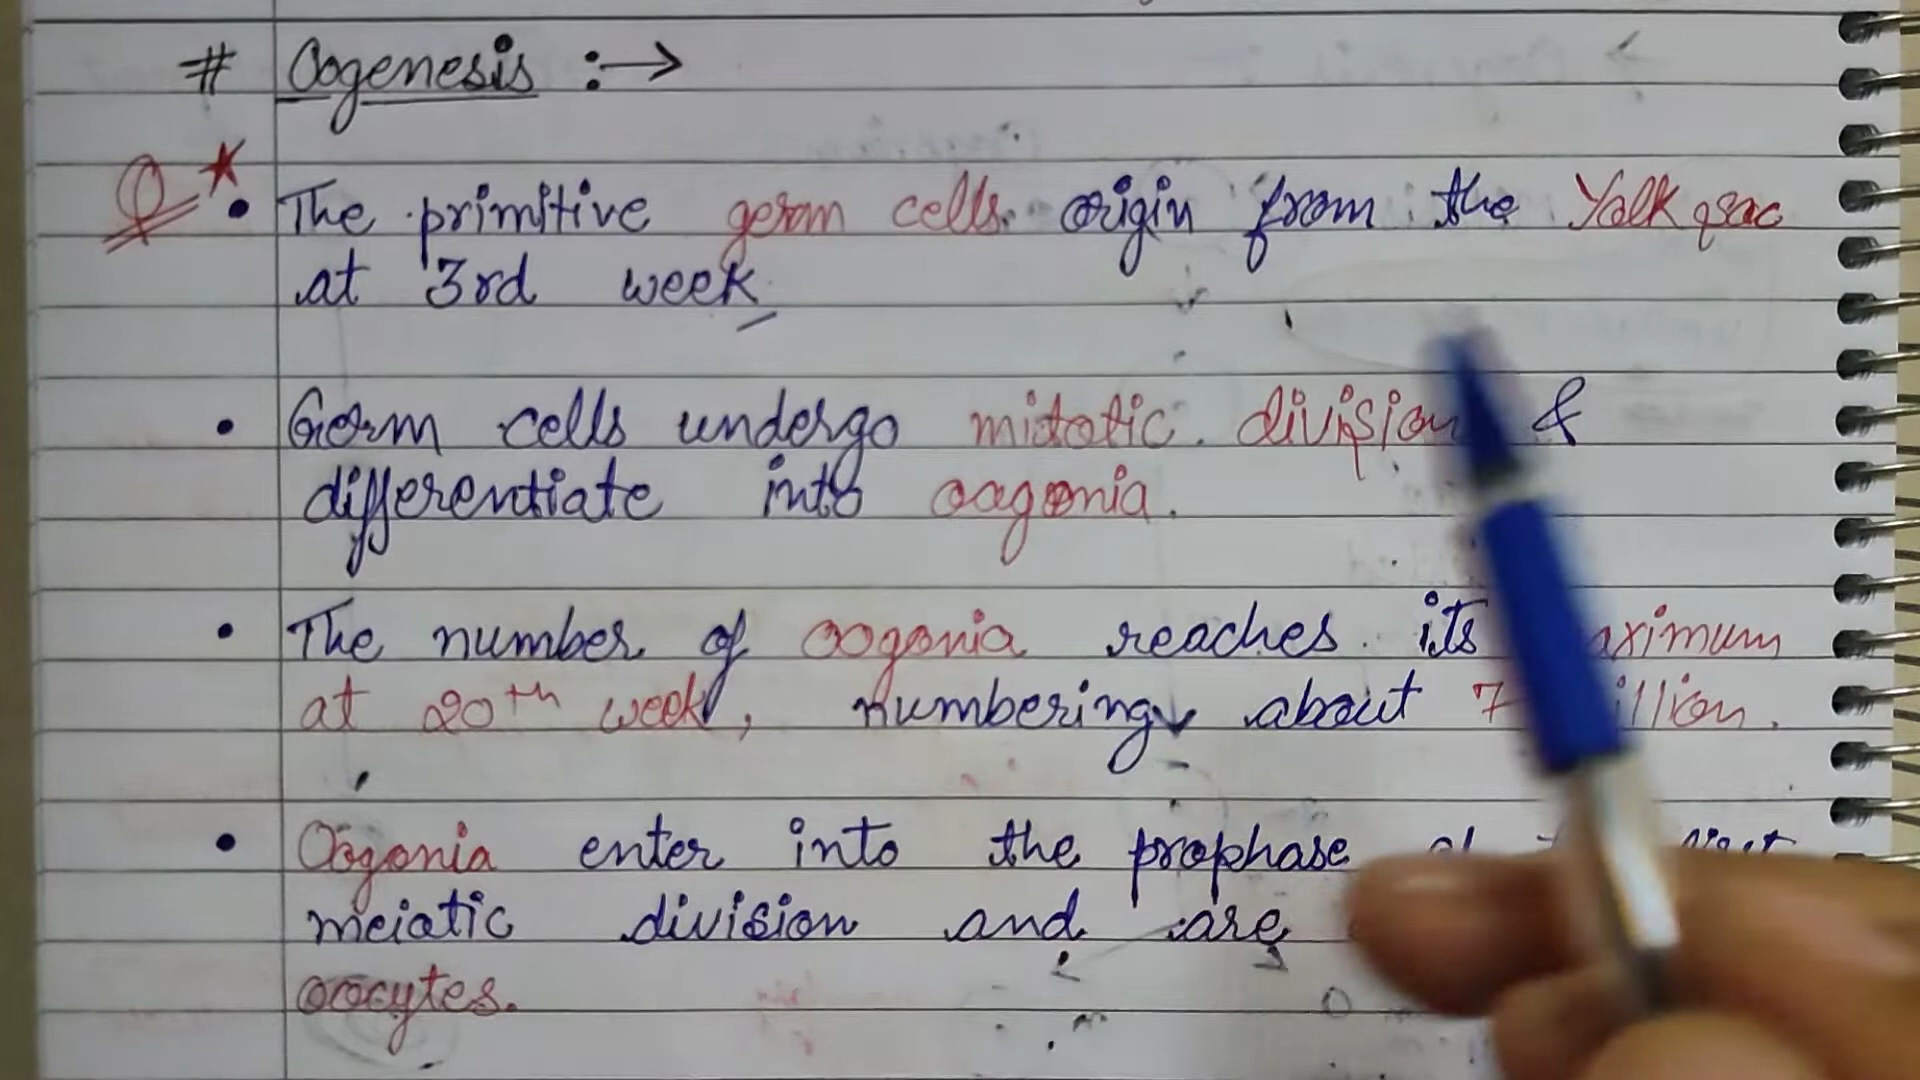 # Oogenesis :→
Q ★ • The primitive germ cells origin from the Yolk sac
at 3rd week
• Germ cells undergo mitotic division &
differentiate into oogonia.
• The number of oogonia reaches its
at 20th week, numbering about 7
• Oogonia enter into the prophase
meiotic division and are
oocytes.